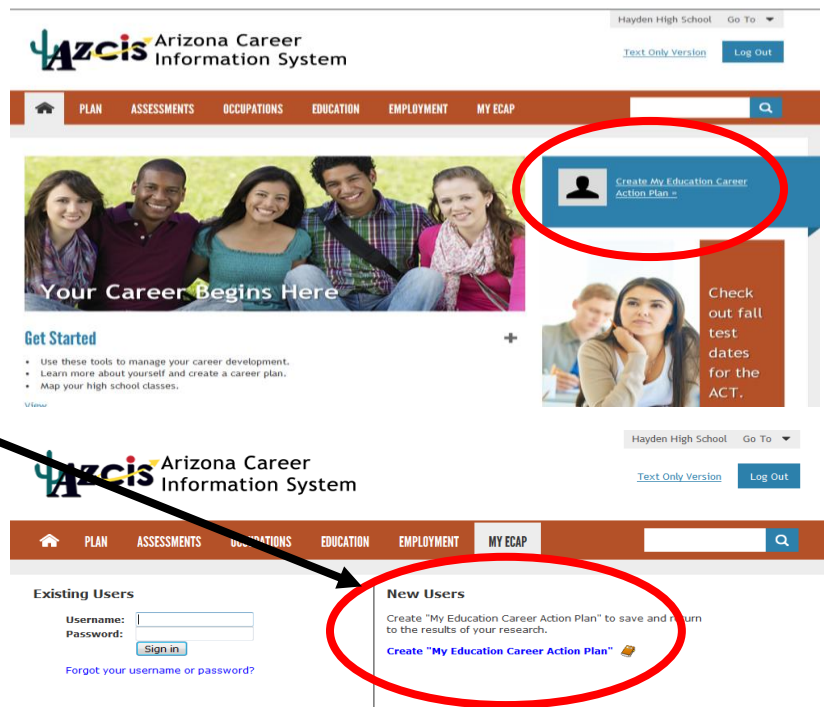 Hayden High School Go To
Azcis Arizona Career
Information System
Text Only Version Log Out
PLAN ASSESSMENTS OCCUPATIONS EDUCATION EMPLOYMENT MY ECAP
Create My Education Career
Action Plan »
Your Career Begins Here
Check
out fall
test
dates
for the
ACT.
Get Started
• Use these tools to manage your career development.
• Learn more about yourself and create a career plan.
• Map your high school classes.
View
Hayden High School Go To
Azcis Arizona Career
Information System
Text Only Version Log Out
PLAN ASSESSMENTS OCCUPATIONS EDUCATION EMPLOYMENT MY ECAP
Existing Users
Username:
Password:
Sign in
Forgot your username or password?
New Users
Create "My Education Career Action Plan" to save and return
to the results of your research.
Create "My Education Career Action Plan"